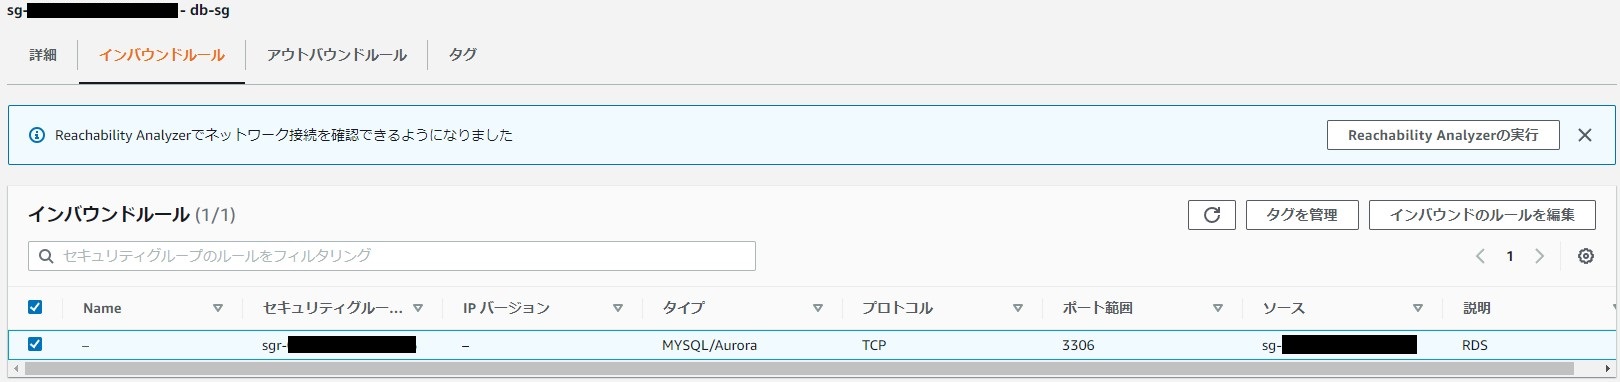 sg- - db-sg
詳細 インバウンドルール アウトバウンドルール タグ
Reachability Analyzerでネットワーク接続を確認できるようになりました Reachability Analyzerの実行
インバウンドルール (1/1) タグを管理 インバウンドのルールを編集
セキュリティグループのルールをフィルタリング 1
Name セキュリティグルー... IP バージョン タイプ プロトコル ポート範囲 ソース 説明
– sgr- – MYSQL/Aurora TCP 3306 sg- RDS